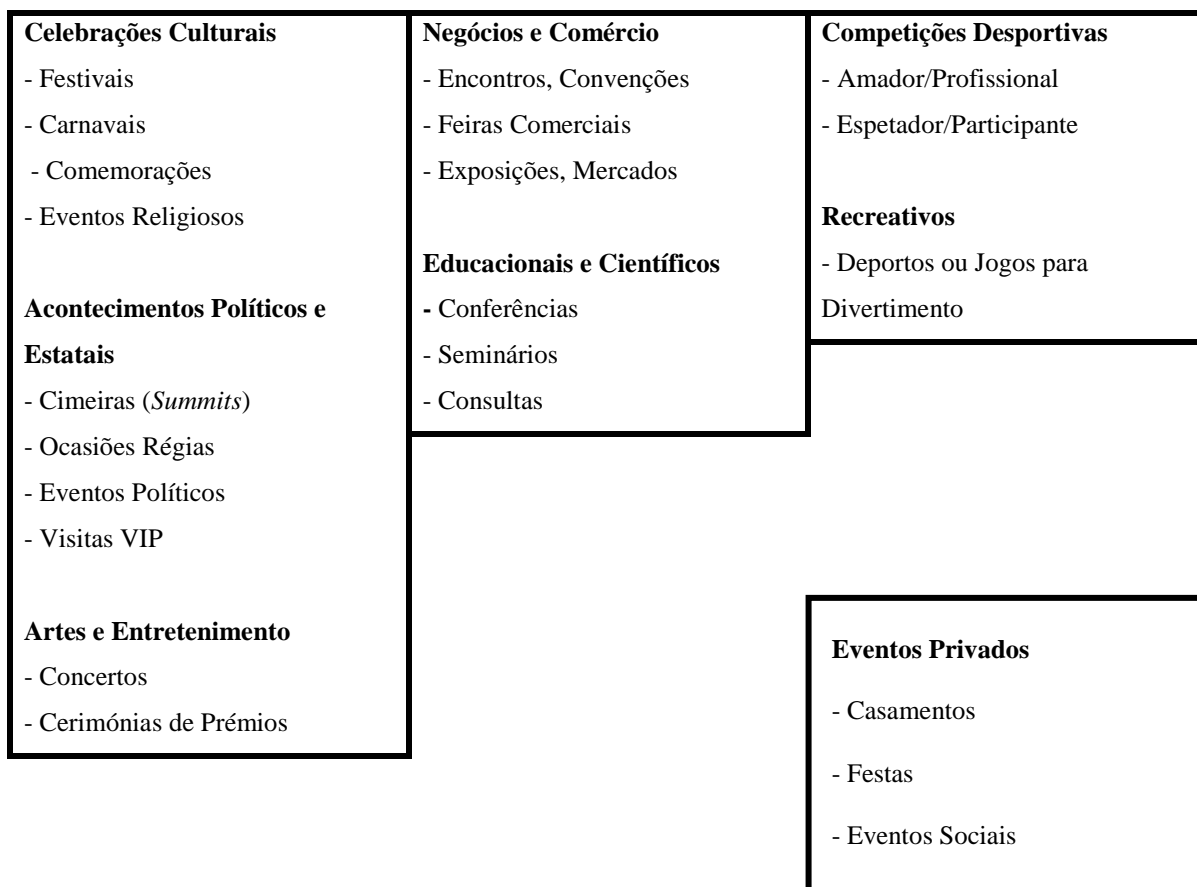 Celebrações Culturais
- Festivais
- Carnavais
- Comemorações
- Eventos Religiosos
Acontecimentos Políticos e
Estatais
- Cimeiras (Summits)
- Ocasiões Régias
- Eventos Políticos
- Visitas VIP
Artes e Entretenimento
- Concertos
- Cerimónias de Prémios
Negócios e Comércio
- Encontros, Convenções
- Feiras Comerciais
- Exposições, Mercados
Educacionais e Científicos
- Conferências
- Seminários
- Consultas
Competições Desportivas
- Amador/Profissional
- Espetador/Participante
Recreativos
- Deportos ou Jogos para
Divertimento
Eventos Privados
- Casamentos
- Festas
- Eventos Sociais